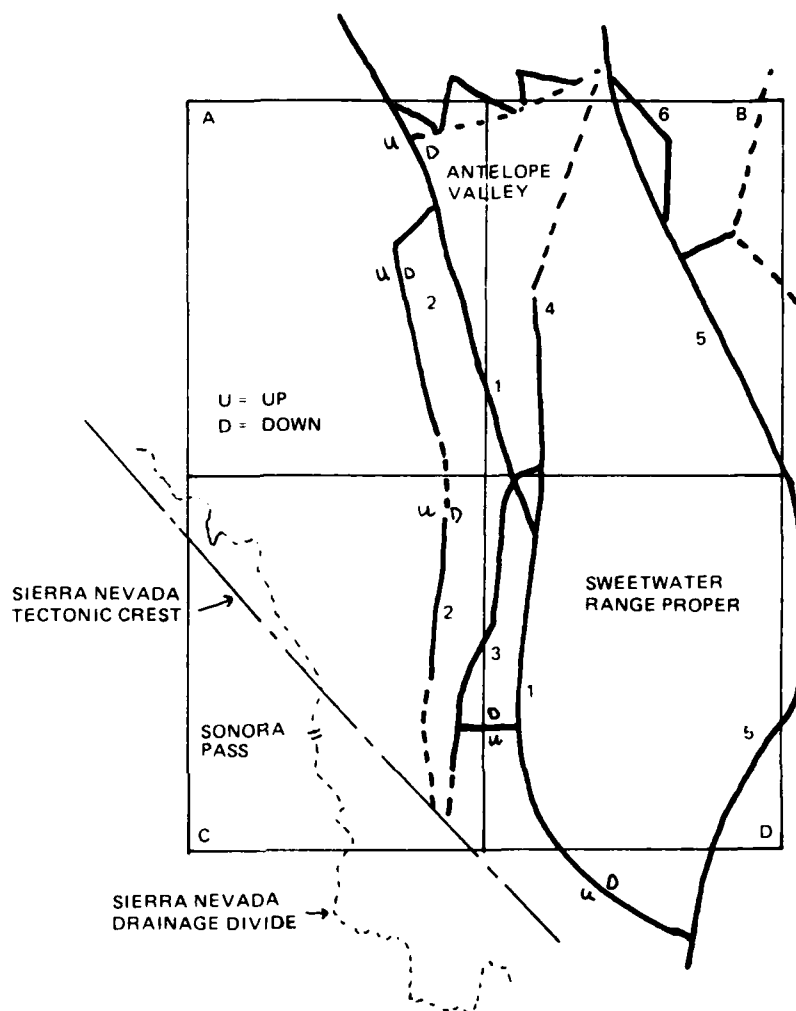 A
6
B
U
D
ANTELOPE
VALLEY
U
D
2
4
5
1
U = UP
D = DOWN
U
D
SIERRA NEVADA
TECTONIC CREST
SWEETWATER
RANGE PROPER
2
3
1
D
U
SONORA
PASS
5
C
D
U
D
SIERRA NEVADA
DRAINAGE DIVIDE